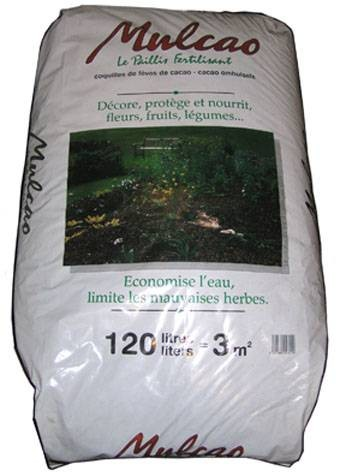 Mulcao
Le Paillis Fertilisant
coquilles de fèves de cacao - cacao omhulsels
Décore, protège et nourrit,
fleurs, fruits, légumes...
Mulcao
Economise l'eau,
limite les mauvaises herbes.
120 litres = 3 m²
liters
Mulcao